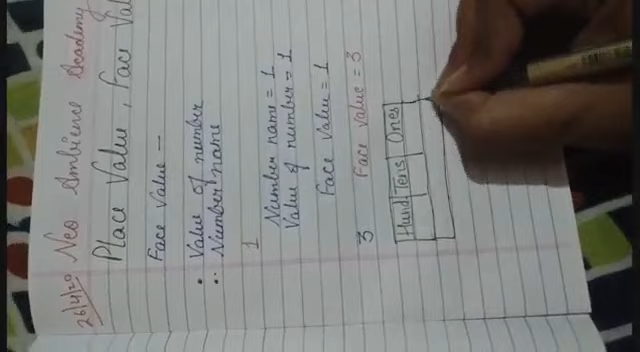 26/4/20 Neo Ambience Academy
Place Value, Face Val
Face Value —
• Value of number
• Number name
1
Number name = 1
Value of number = 1
Face Value = 1
3 Face Value = 3
Hund Tens Ones